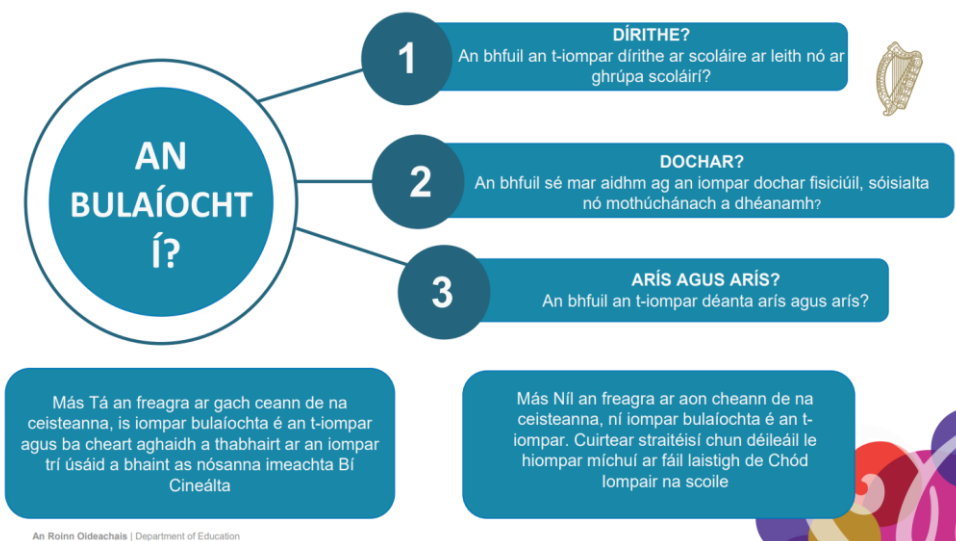 AN
BULAÍOCHT
Í?
1
DÍRITHE?
An bhfuil an t-iompar dírithe ar scoláire ar leith nó ar
ghrúpa scoláirí?
2
DOCHAR?
An bhfuil sé mar aidhm ag an iompar dochar fisiciúil, sóisialta
nó mothúchánach a dhéanamh?
3
ARÍS AGUS ARÍS?
An bhfuil an t-iompar déanta arís agus arís?
Más Tá an freagra ar gach ceann de na
ceisteanna, is iompar bulaíochta é an t-iompar
agus ba cheart aghaidh a thabhairt ar an iompar
trí úsáid a bhaint as nósanna imeachta Bí
Cineálta
Más Níl an freagra ar aon cheann de na
ceisteanna, ní iompar bulaíochta é an t-
iompar. Cuirtear straitéisí chun déileáil le
hiompar míchuí ar fáil laistigh de Chód
Iompair na scoile
An Roinn Oideachais | Department of Education